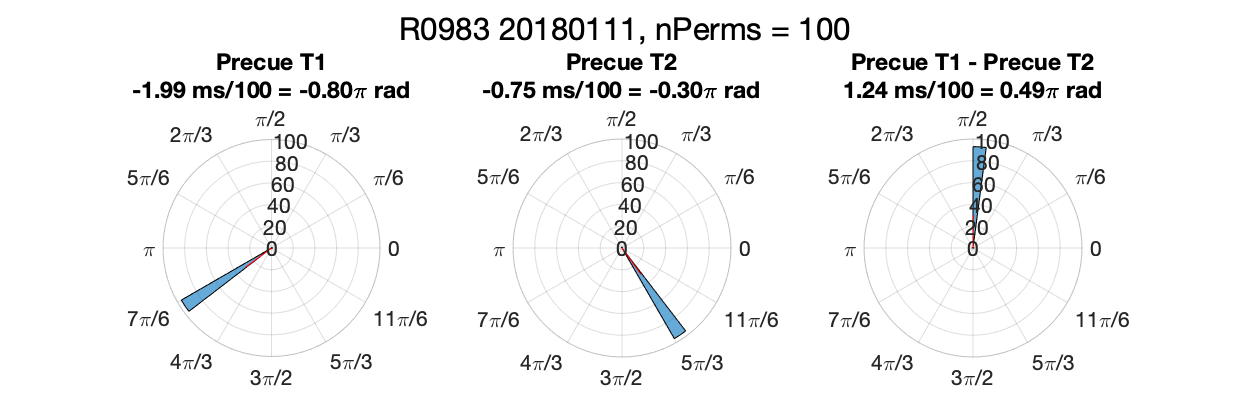 R0983 20180111, nPerms = 100
Precue T1
-1.99 ms/100 = -0.80π rad
π/2
2π/3
π/3
5π/6
π/6
π
0
7π/6
11π/6
4π/3
5π/3
3π/2
100
80
60
40
20
0
Precue T2
-0.75 ms/100 = -0.30π rad
π/2
2π/3
π/3
5π/6
π/6
π
0
7π/6
11π/6
4π/3
5π/3
3π/2
100
80
60
40
20
0
Precue T1 - Precue T2
1.24 ms/100 = 0.49π rad
π/2
2π/3
π/3
5π/6
π/6
π
0
7π/6
11π/6
4π/3
5π/3
3π/2
100
80
60
40
20
0